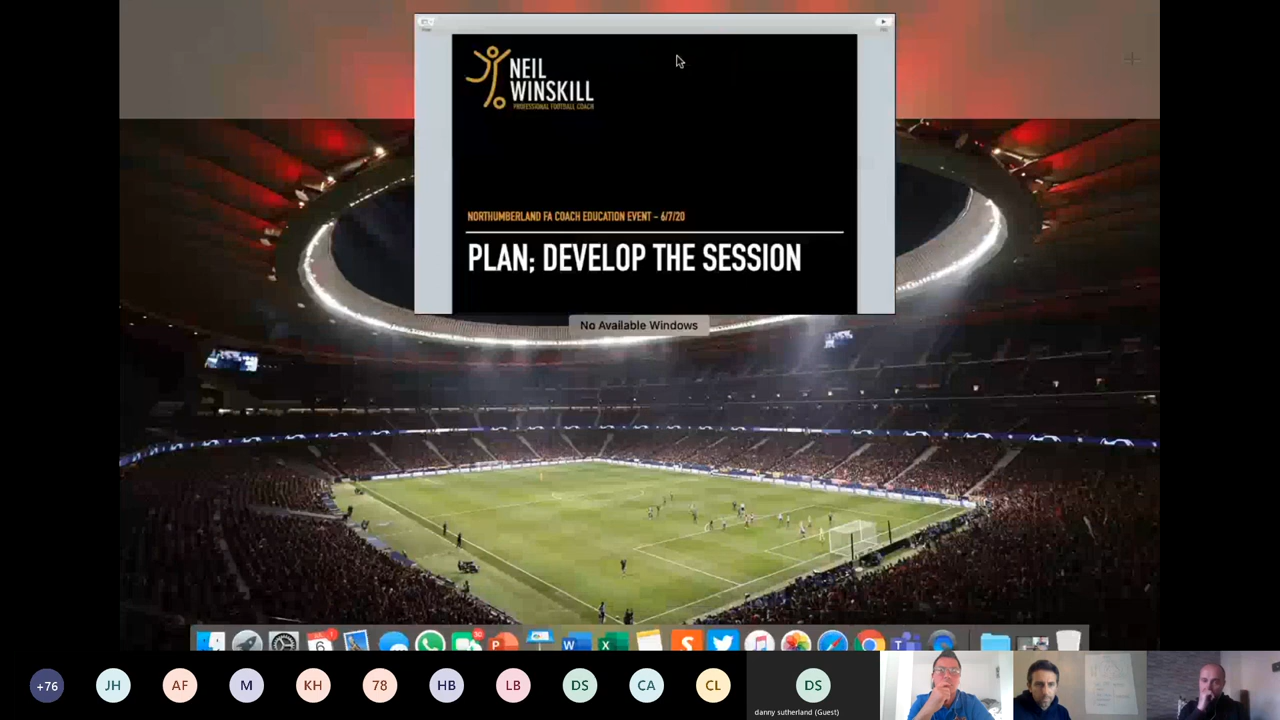 NEIL
WINSKILL
PROFESSIONAL FOOTBALL COACH
NORTHUMBERLAND FA COACH EDUCATION EVENT - 6/7/20
PLAN; DEVELOP THE SESSION
No Available Windows
6
P
W
X
S
T
+76
JH
AF
M
KH
78
HB
LB
DS
CA
CL
DS
danny sutherland (Guest)